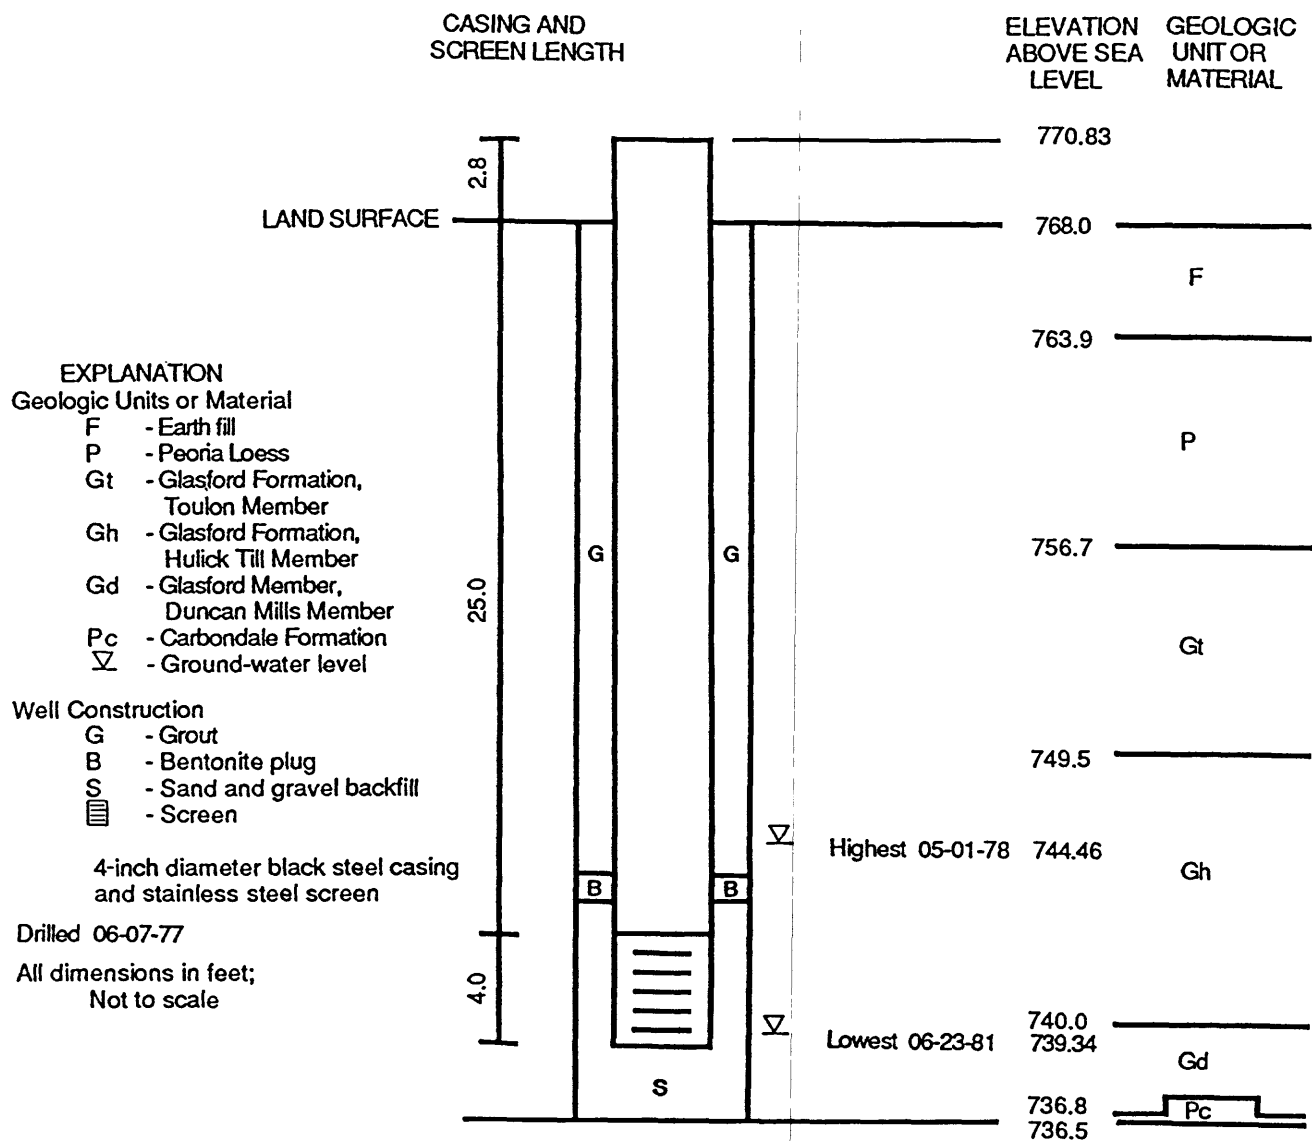 CASING AND
SCREEN LENGTH
ELEVATION
ABOVE SEA
LEVEL
GEOLOGIC
UNIT OR
MATERIAL
770.83
2.8
LAND SURFACE
768.0
F
763.9
EXPLANATION
Geologic Units or Material
F - Earth fill
P - Peoria Loess
Gt - Glasford Formation,
Toulon Member
Gh - Glasford Formation,
Hulick Till Member
Gd - Glasford Member,
Duncan Mills Member
Pc - Carbondale Formation
- Ground-water level
Well Construction
G - Grout
B - Bentonite plug
S - Sand and gravel backfill
- Screen
4-inch diameter black steel casing
and stainless steel screen
Drilled 06-07-77
All dimensions in feet;
Not to scale
25.0
4.0
G
G
B
B
S
P
756.7
Gt
749.5
Highest 05-01-78 744.46
Gh
740.0
Lowest 06-23-81 739.34
Gd
736.8
Pc
736.5